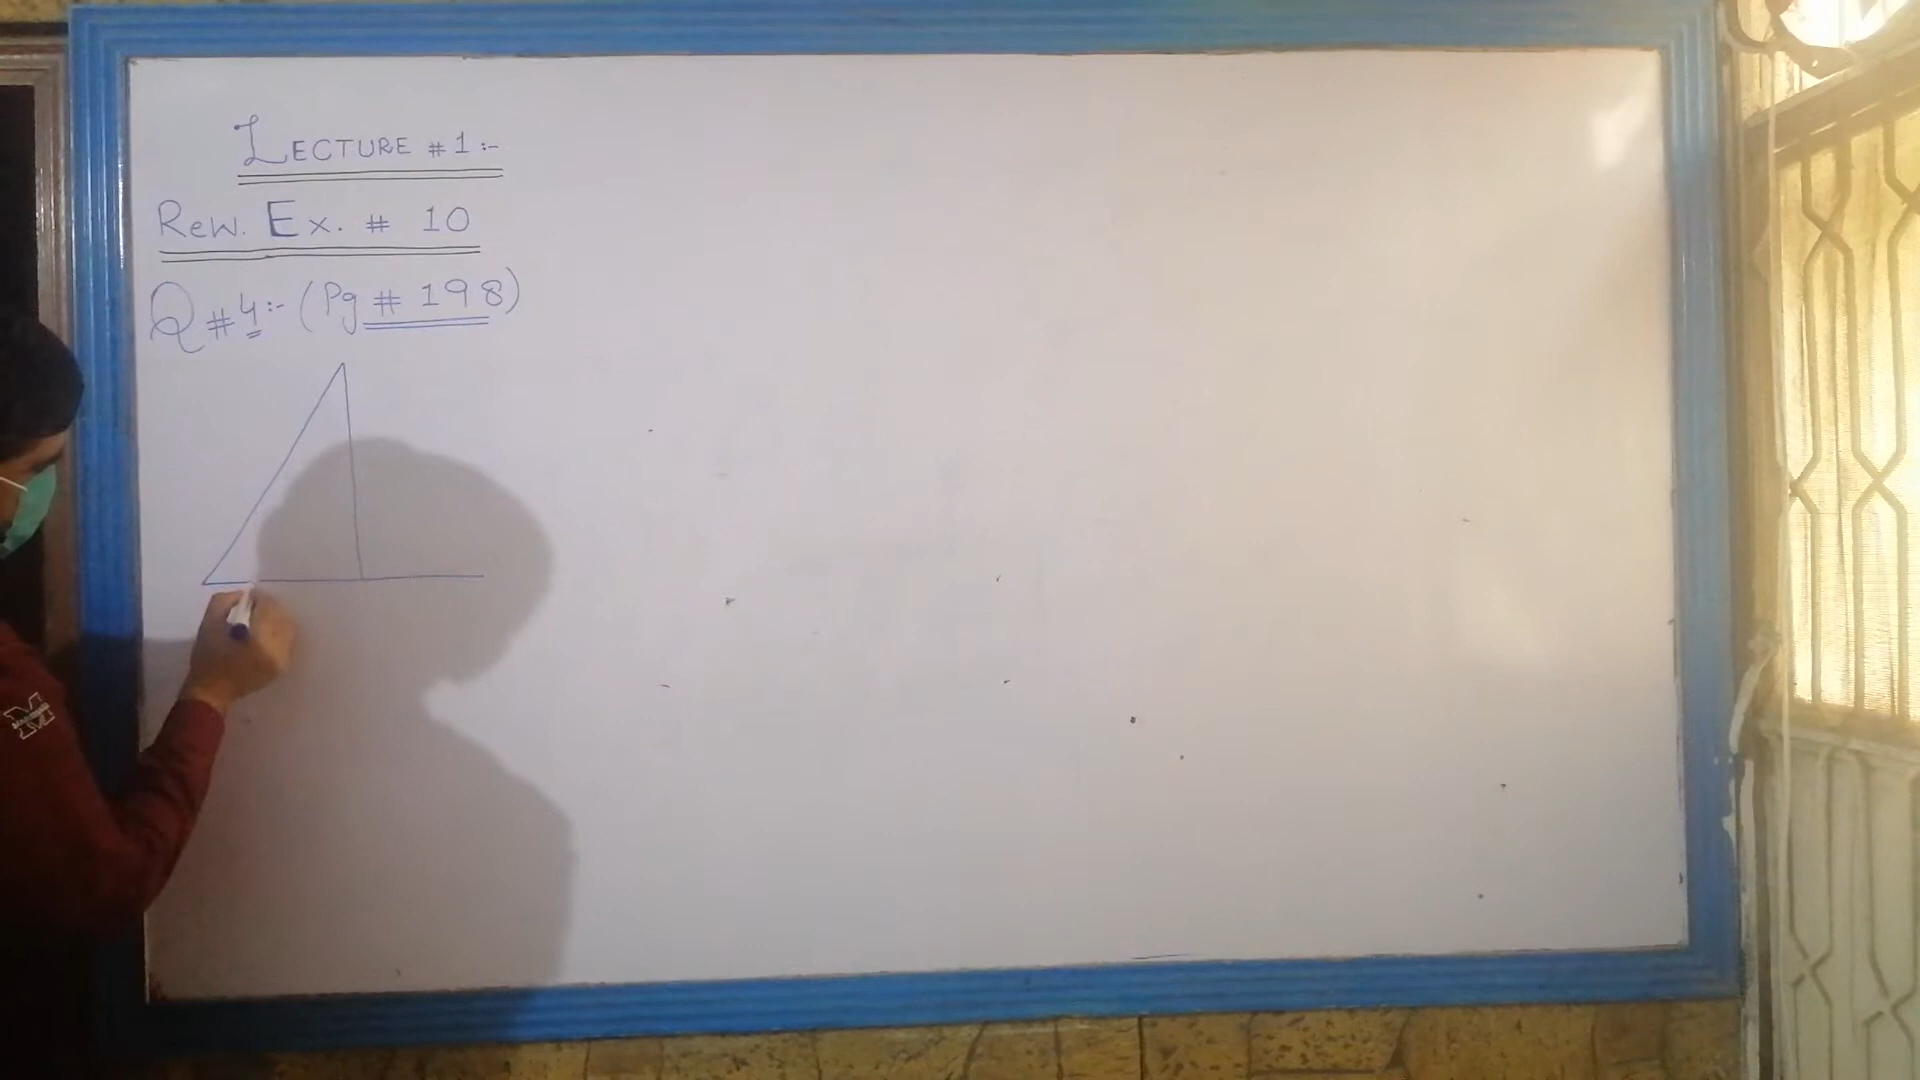 LECTURE # 1 :-
Rew. Ex. # 10
Q # 4 :- (Pg # 198)